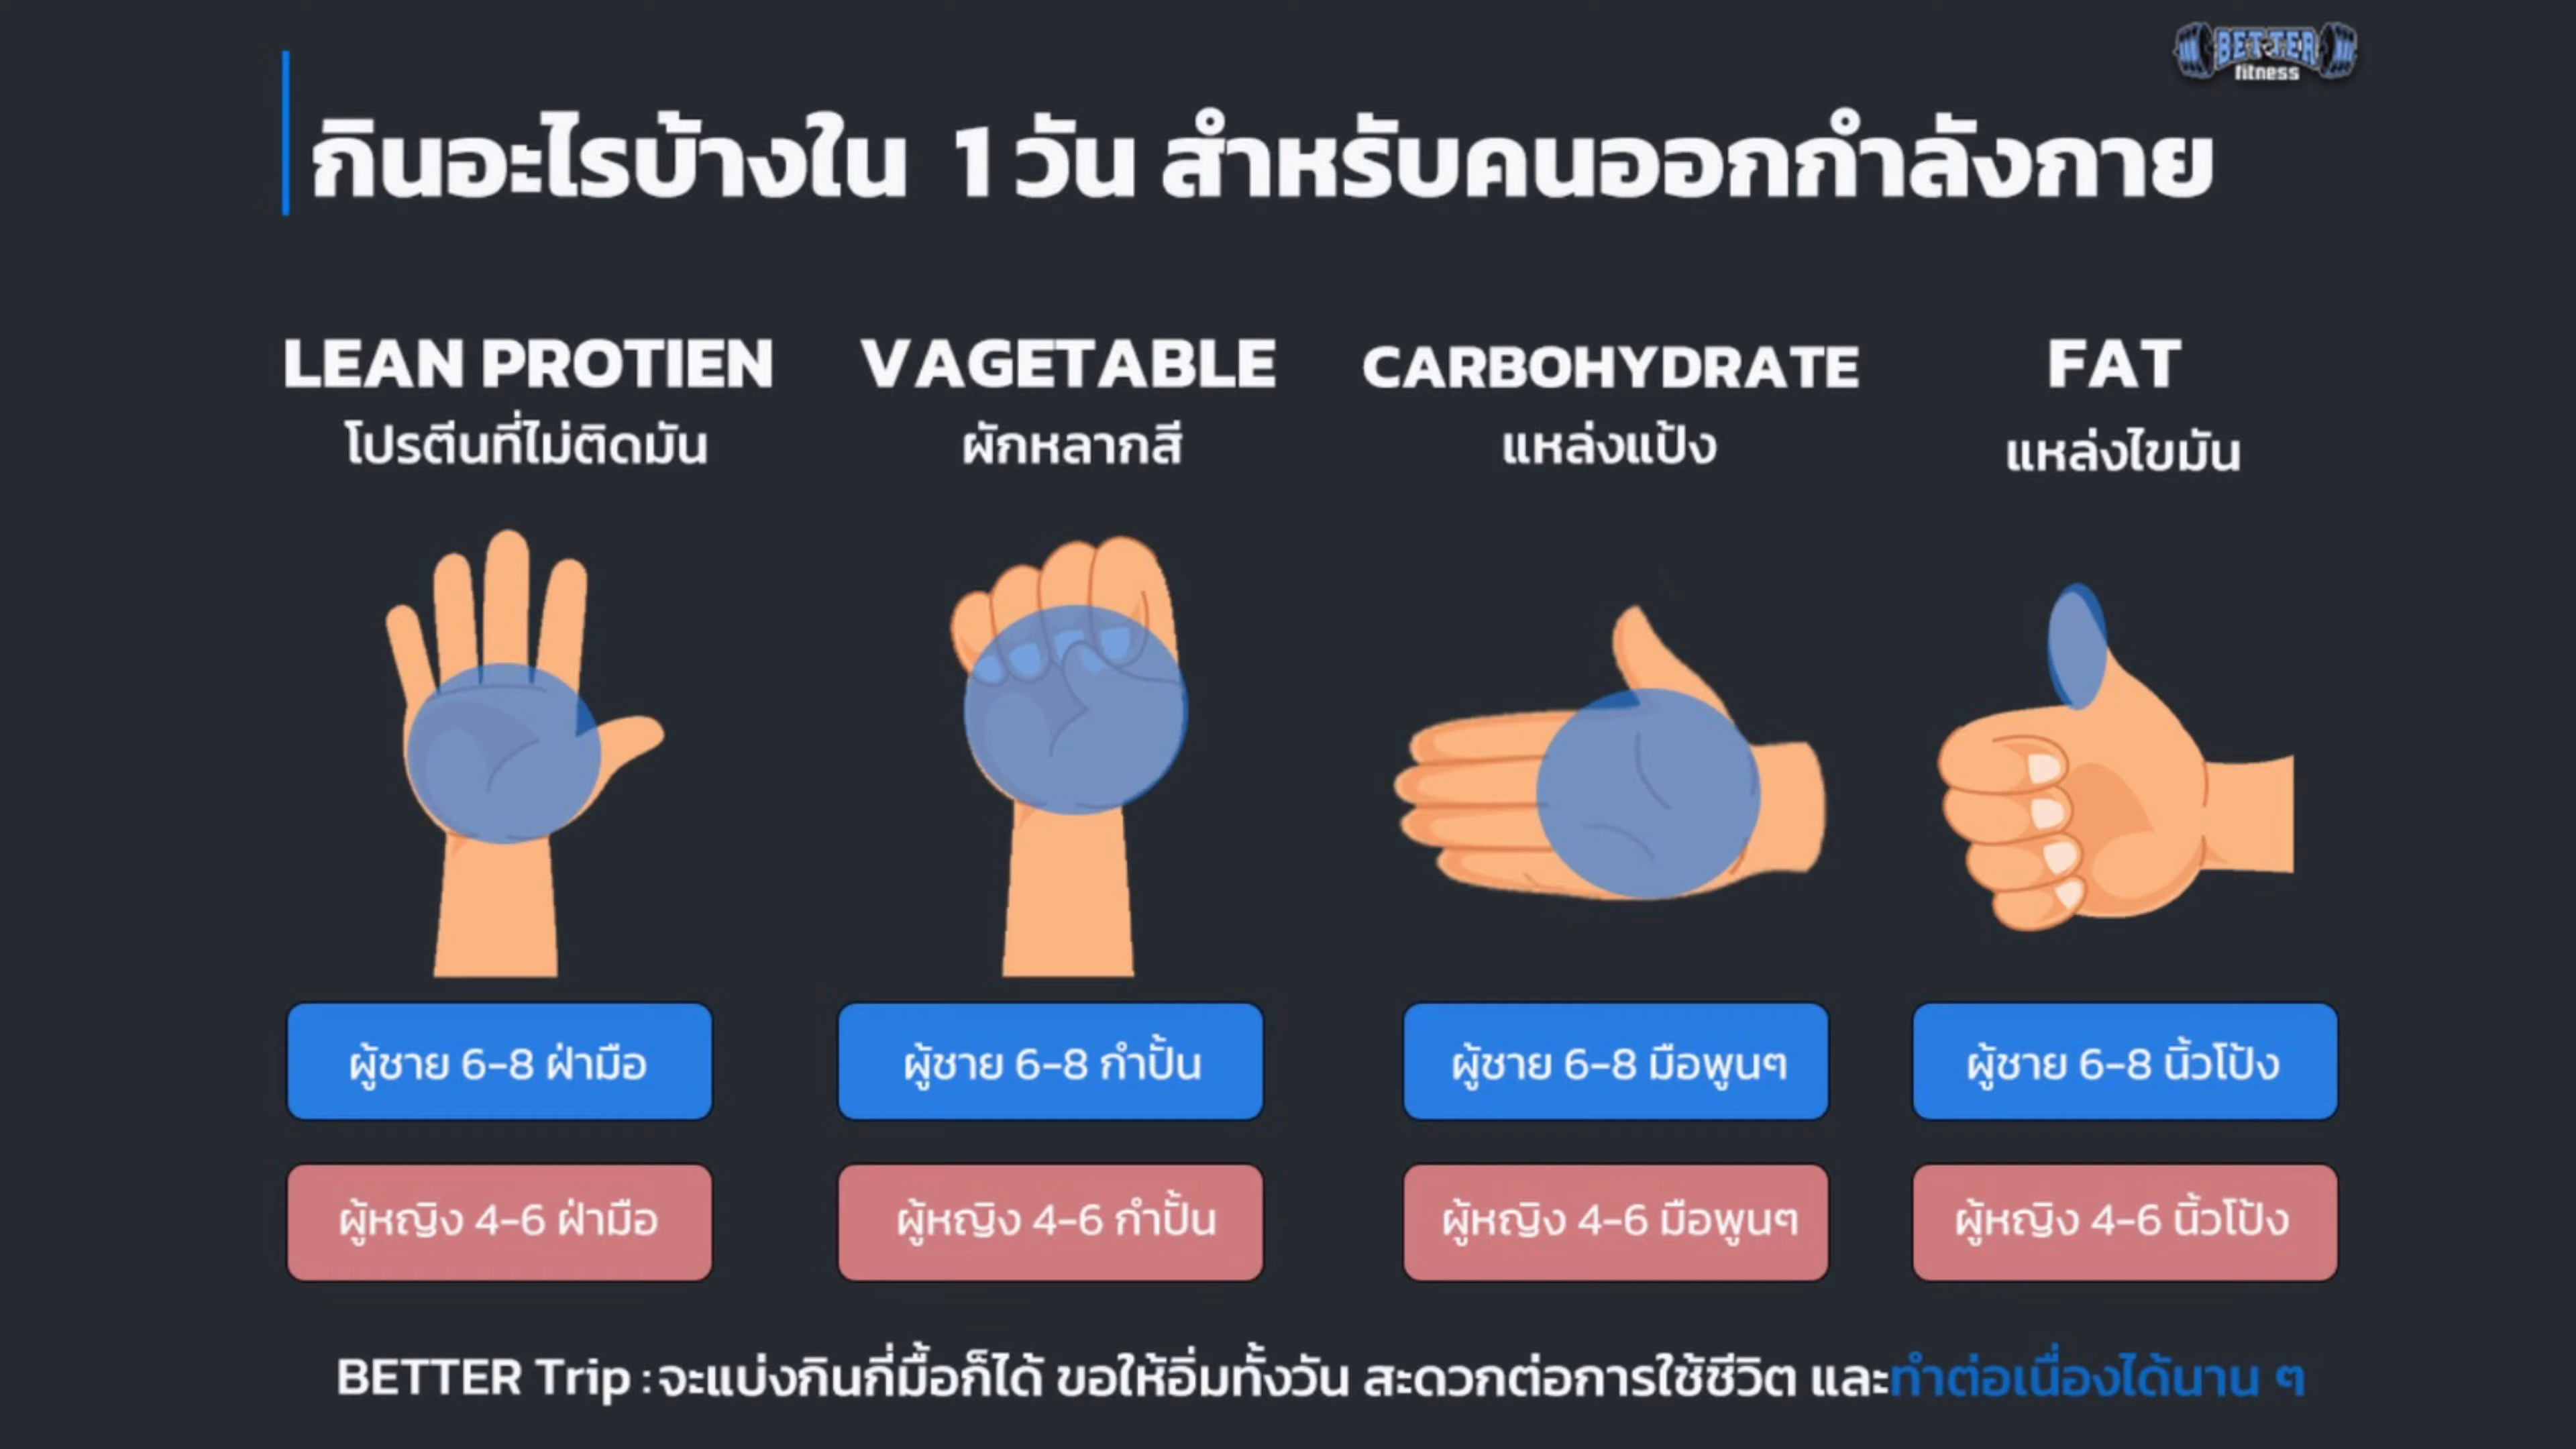 BETTER
fitness
กินอะไรบ้างใน 1 วัน สำหรับคนออกกำลังกาย
LEAN PROTIEN
โปรตีนที่ไม่ติดมัน
VAGETABLE
ผักหลากสี
CARBOHYDRATE
แหล่งแป้ง
FAT
แหล่งไขมัน
ผู้ชาย 6-8 ฝ่ามือ
ผู้ชาย 6-8 กำปั้น
ผู้ชาย 6-8 มือพูนๆ
ผู้ชาย 6-8 นิ้วโป้ง
ผู้หญิง 4-6 ฝ่ามือ
ผู้หญิง 4-6 กำปั้น
ผู้หญิง 4-6 มือพูนๆ
ผู้หญิง 4-6 นิ้วโป้ง
BETTER Trip : จะแบ่งกินกี่มื้อก็ได้ ขอให้อิ่มทั้งวัน สะดวกต่อการใช้ชีวิต และทำต่อเนื่องได้นาน ๆ